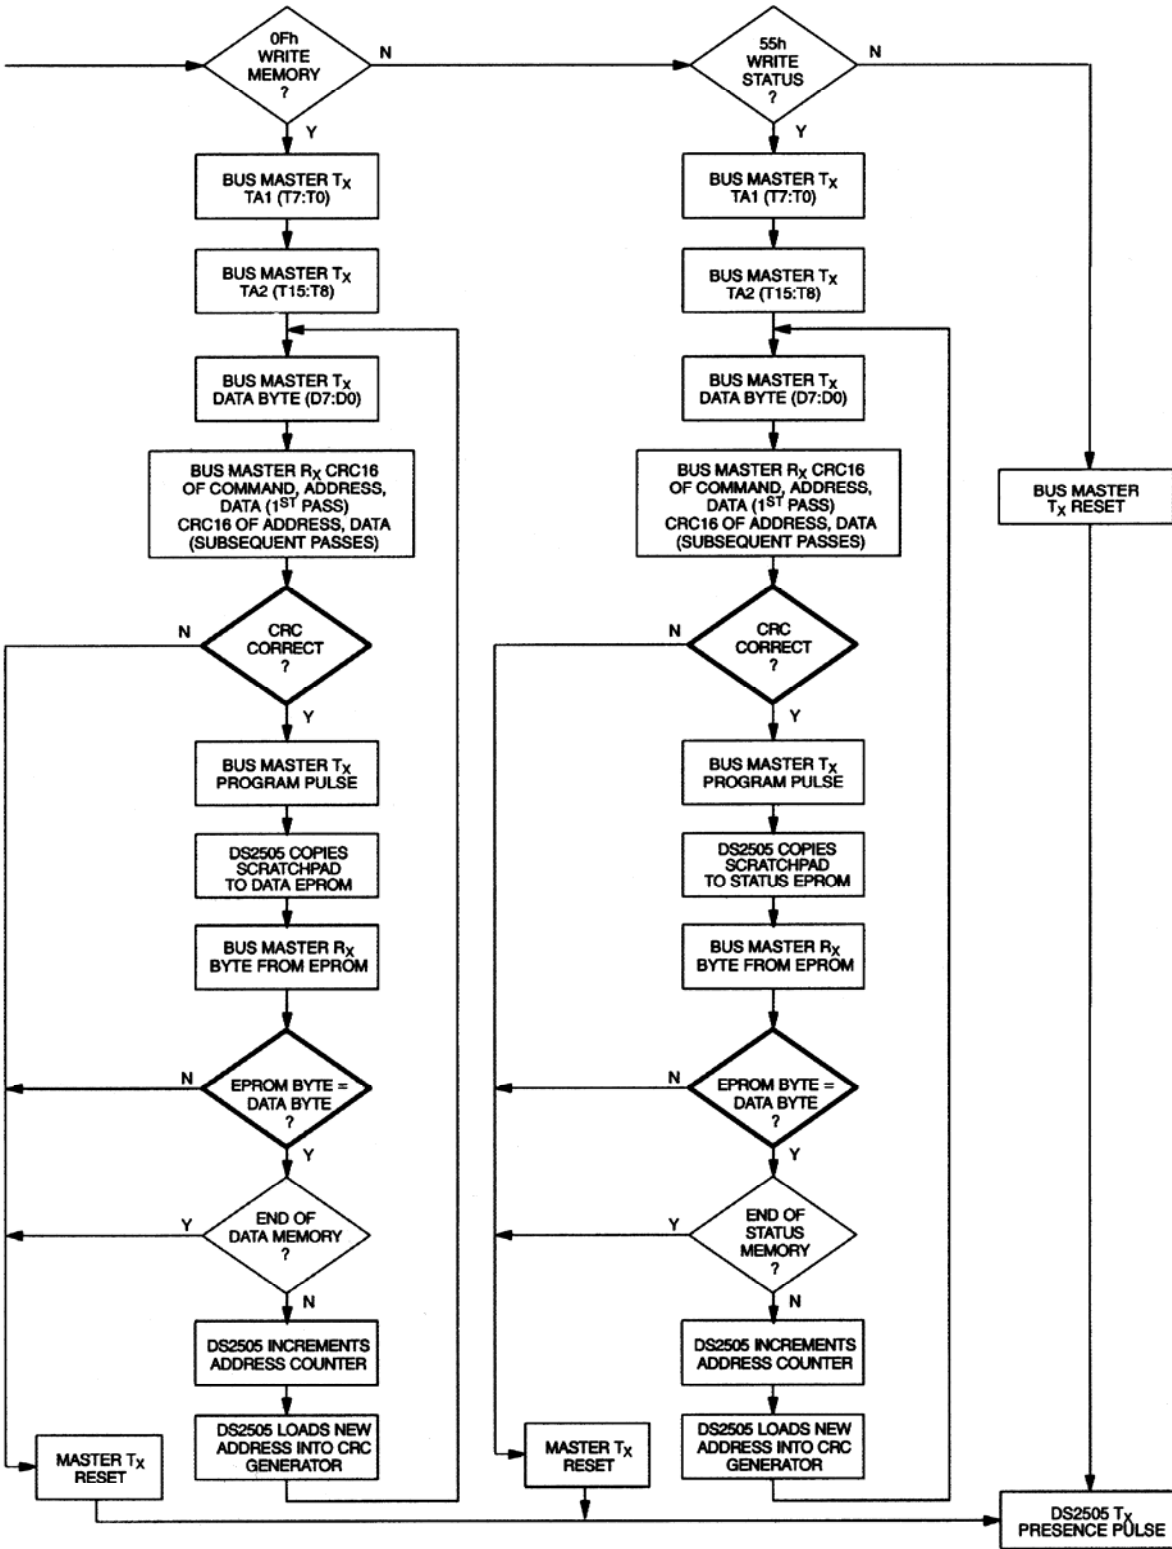 0Fh
WRITE
MEMORY
?
N
Y
BUS MASTER TX
TA1 (T7:T0)
BUS MASTER TX
TA2 (T15:T8)
BUS MASTER TX
DATA BYTE (D7:D0)
BUS MASTER RX CRC16
OF COMMAND, ADDRESS,
DATA (1ST PASS)
CRC16 OF ADDRESS, DATA
(SUBSEQUENT PASSES)
CRC
CORRECT
?
N
Y
BUS MASTER TX
PROGRAM PULSE
DS2505 COPIES
SCRATCHPAD
TO DATA EPROM
BUS MASTER RX
BYTE FROM EPROM
EPROM BYTE =
DATA BYTE
?
N
Y
END OF
DATA MEMORY
?
Y
N
DS2505 INCREMENTS
ADDRESS COUNTER
DS2505 LOADS NEW
ADDRESS INTO CRC
GENERATOR
MASTER TX
RESET
55h
WRITE
STATUS
?
N
Y
BUS MASTER TX
TA1 (T7:T0)
BUS MASTER TX
TA2 (T15:T8)
BUS MASTER TX
DATA BYTE (D7:D0)
BUS MASTER RX CRC16
OF COMMAND, ADDRESS,
DATA (1ST PASS)
CRC16 OF ADDRESS, DATA
(SUBSEQUENT PASSES)
CRC
CORRECT
?
N
Y
BUS MASTER TX
PROGRAM PULSE
DS2505 COPIES
SCRATCHPAD
TO STATUS EPROM
BUS MASTER RX
BYTE FROM EPROM
EPROM BYTE =
DATA BYTE
?
N
Y
END OF
STATUS
MEMORY
?
Y
N
DS2505 INCREMENTS
ADDRESS COUNTER
DS2505 LOADS NEW
ADDRESS INTO CRC
GENERATOR
MASTER TX
RESET
BUS MASTER
TX RESET
DS2505 TX
PRESENCE PULSE